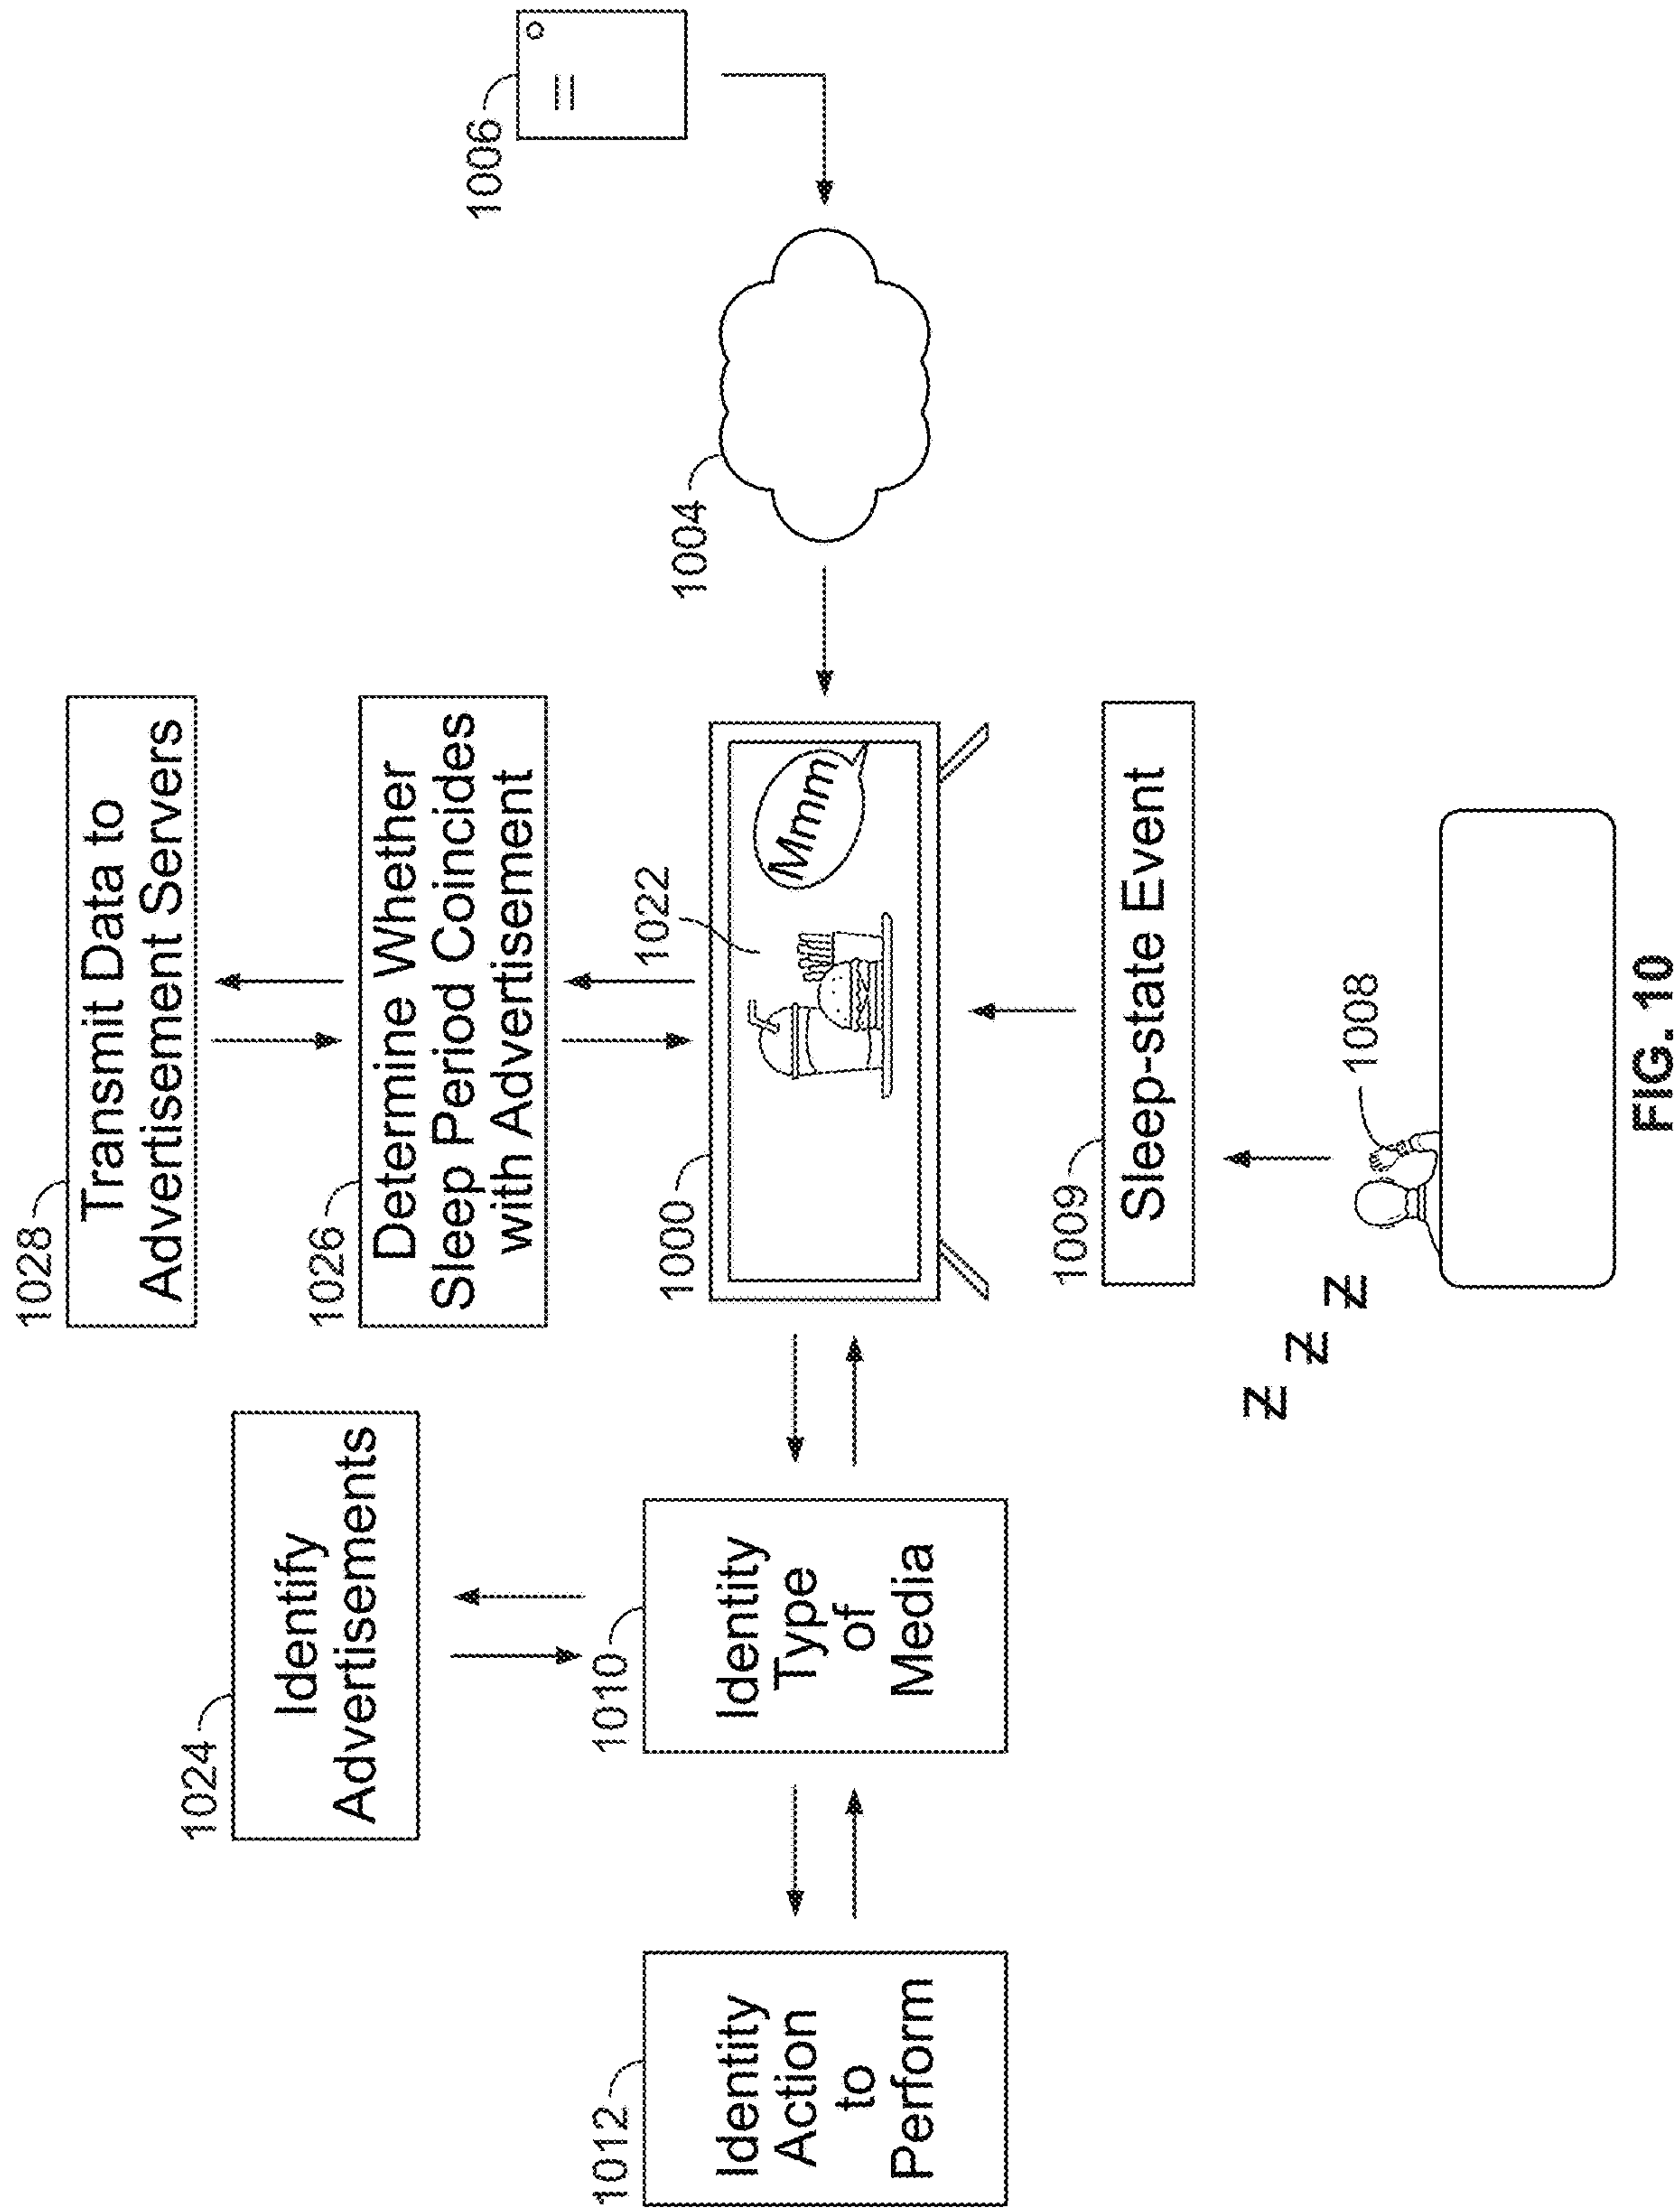 1028
Transmit Data to
Advertisement Servers
1024
Identify
Advertisements
1026
Determine Whether
Sleep Period Coincides
with Advertisement
1006
1004
1012
Identity
Action
to
Perform
1010
Identity
Type
of
Media
1000
1022
Mmm
1009
Sleep-state Event
Z Z Z
1008
FIG. 10